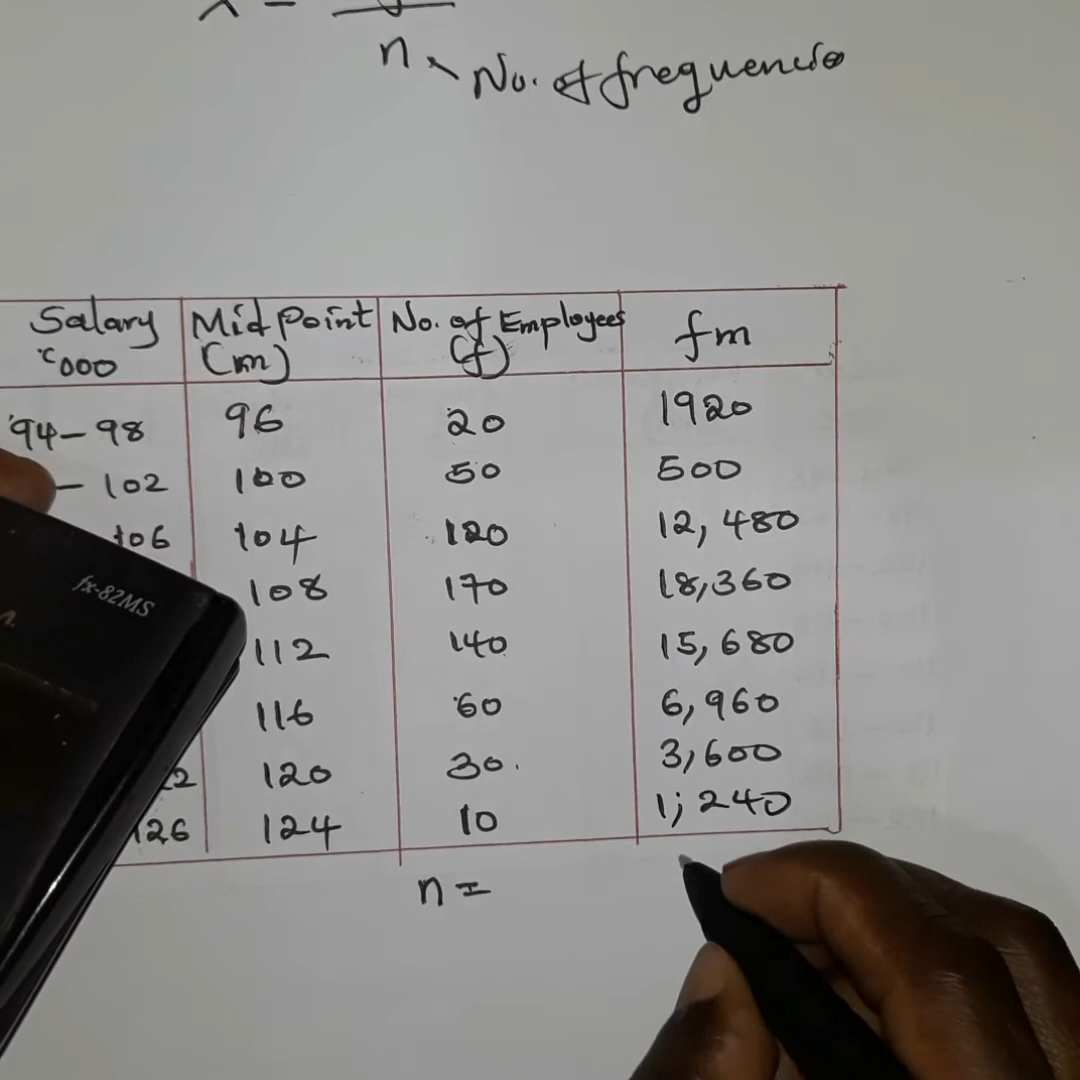 n No. of frequencie
Salary Mid Point No. of Employees fm
'000 (m) (f)
94 – 98 96 20 1920
– 102 100 50 500
106 104 120 12, 480
108 170 18,360
112 140 15, 680
116 60 6, 960
2 120 30. 3,600
126 124 10 1; 240
n =
fx-82MS